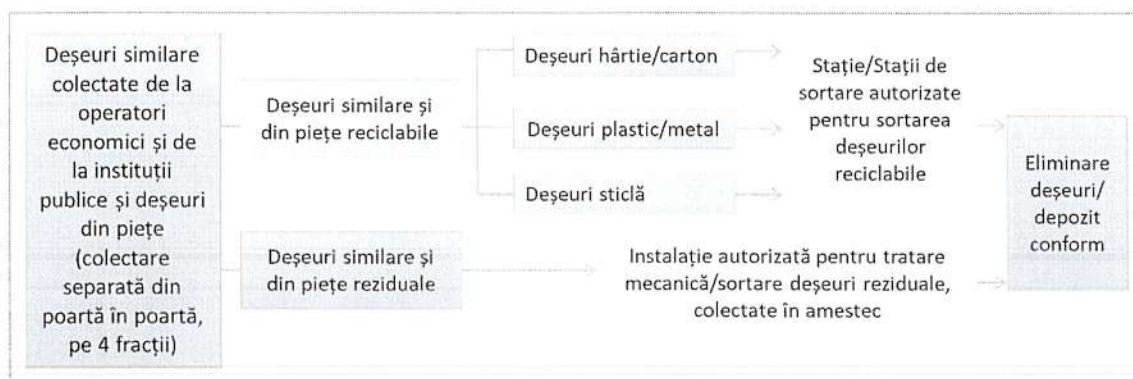 Deșeuri similare
colectate de la
operatori
economici și de
la instituții
publice și deșeuri
din piețe
(colectare
separată din
poartă în poartă,
pe 4 fracții)
Deșeuri similare și
din piețe reciclabile
Deșeuri hârtie/carton
Deșeuri plastic/metal
Deșeuri sticlă
Stație/Stații de
sortare autorizate
pentru sortarea
deșeurilor
reciclabile
Deșeuri similare și
din piețe reziduale
Instalație autorizată pentru tratare
mecanică/sortare deșeuri reziduale,
colectate în amestec
Eliminare
deșeuri/
depozit
conform